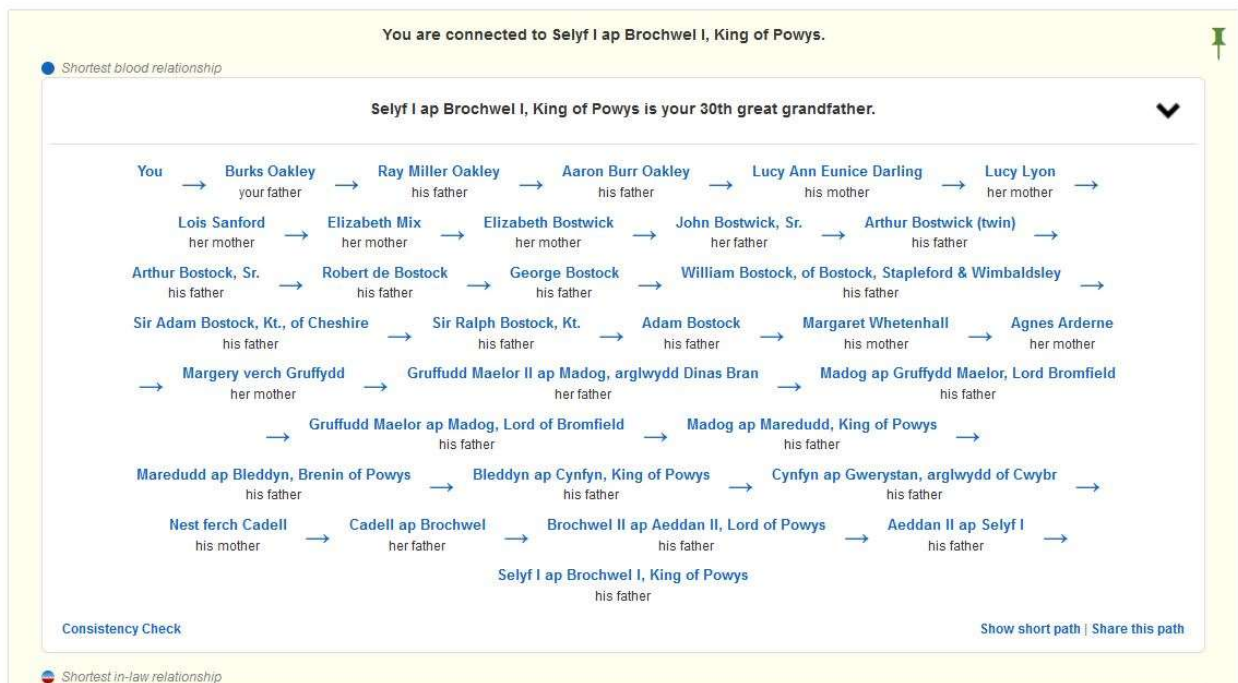 You are connected to Selyf I ap Brochwel I, King of Powys.
Shortest blood relationship
Selyf I ap Brochwel I, King of Powys is your 30th great grandfather.
You → Burks Oakley → Ray Miller Oakley → Aaron Burr Oakley → Lucy Ann Eunice Darling → Lucy Lyon →
your father his father his father his mother her mother
Lois Sanford → Elizabeth Mix → Elizabeth Bostwick → John Bostwick, Sr. → Arthur Bostwick (twin) →
her mother her mother her mother her father his father
Arthur Bostock, Sr. → Robert de Bostock → George Bostock → William Bostock, of Bostock, Stapleford & Wimbaldsley →
his father his father his father his father
Sir Adam Bostock, Kt., of Cheshire → Sir Ralph Bostock, Kt. → Adam Bostock → Margaret Whetenhall → Agnes Arderne
his father his father his father his mother her mother
→ Margery verch Gruffydd → Gruffudd Maelor II ap Madog, arglwydd Dinas Bran → Madog ap Gruffydd Maelor, Lord Bromfield
her mother her father his father
→ Gruffudd Maelor ap Madog, Lord of Bromfield → Madog ap Maredudd, King of Powys →
his father his father
Maredudd ap Bleddyn, Brenin of Powys → Bleddyn ap Cynfyn, King of Powys → Cynfyn ap Gwerystan, arglwydd of Cwybr →
his father his father his father
Nest ferch Cadell → Cadell ap Brochwel → Brochwel II ap Aeddan II, Lord of Powys → Aeddan II ap Selyf I →
his mother her father his father his father
Selyf I ap Brochwel I, King of Powys
his father
Consistency Check Show short path | Share this path
Shortest in-law relationship